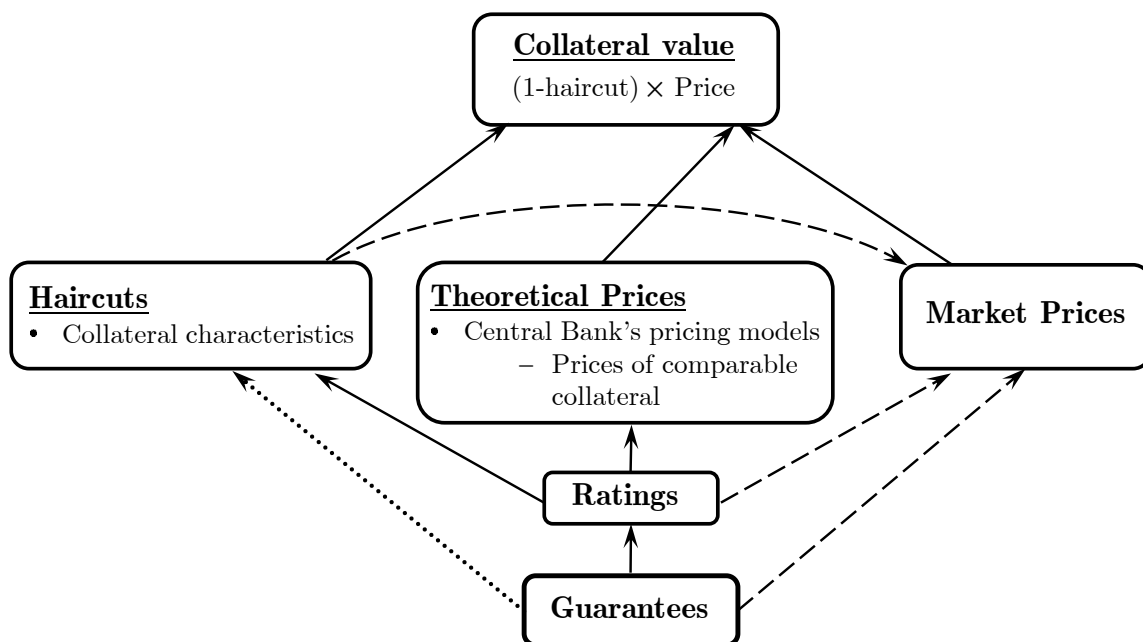 Collateral value
(1-haircut) × Price
Haircuts
• Collateral characteristics
Theoretical Prices
• Central Bank's pricing models
– Prices of comparable
collateral
Market Prices
Ratings
Guarantees